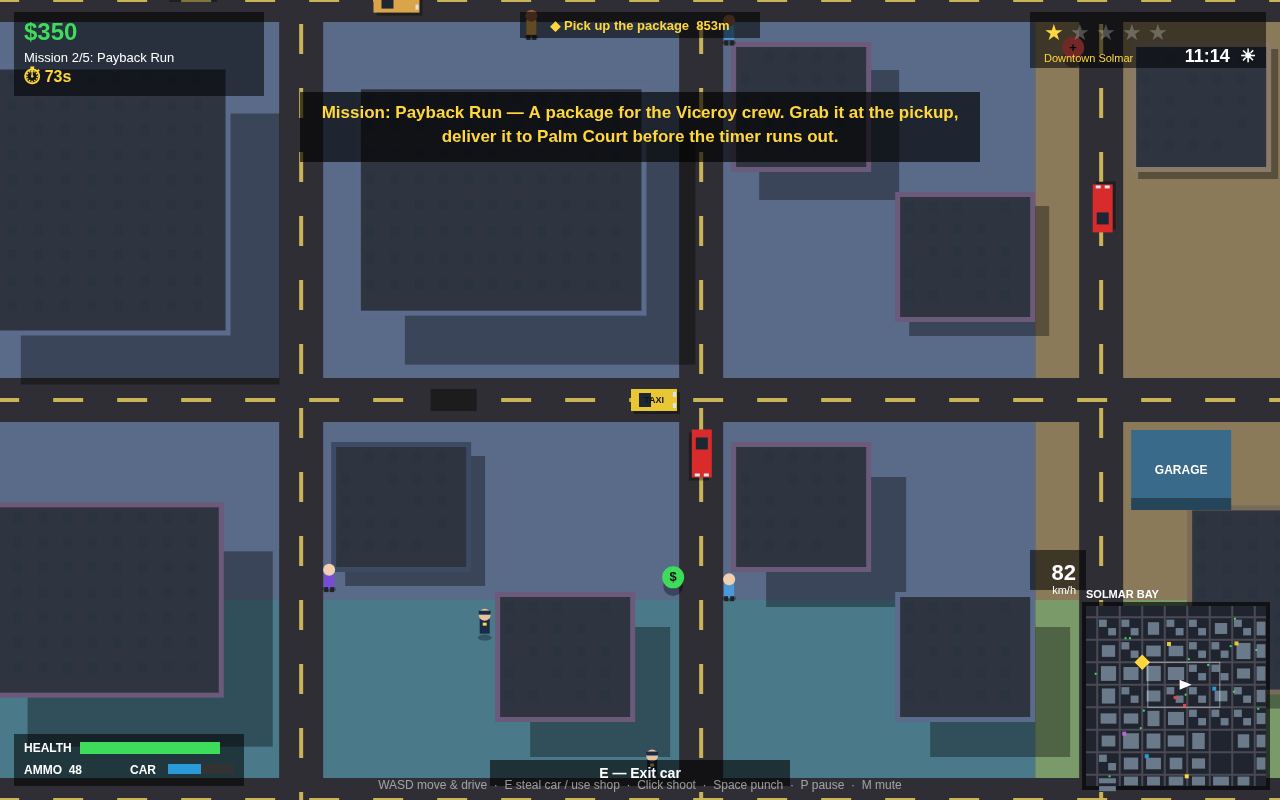 $350
Mission 2/5: Payback Run
⏱ 73s
◆ Pick up the package 853m
★ ★ ★ ★ ★
Downtown Solmar 11:14 ☀
Mission: Payback Run — A package for the Viceroy crew. Grab it at the pickup,
deliver it to Palm Court before the timer runs out.
TAXI
GARAGE
$
82
km/h
SOLMAR BAY
HEALTH
AMMO 48 CAR
E — Exit car
WASD move & drive · E steal car / use shop · Click shoot · Space punch · P pause · M mute